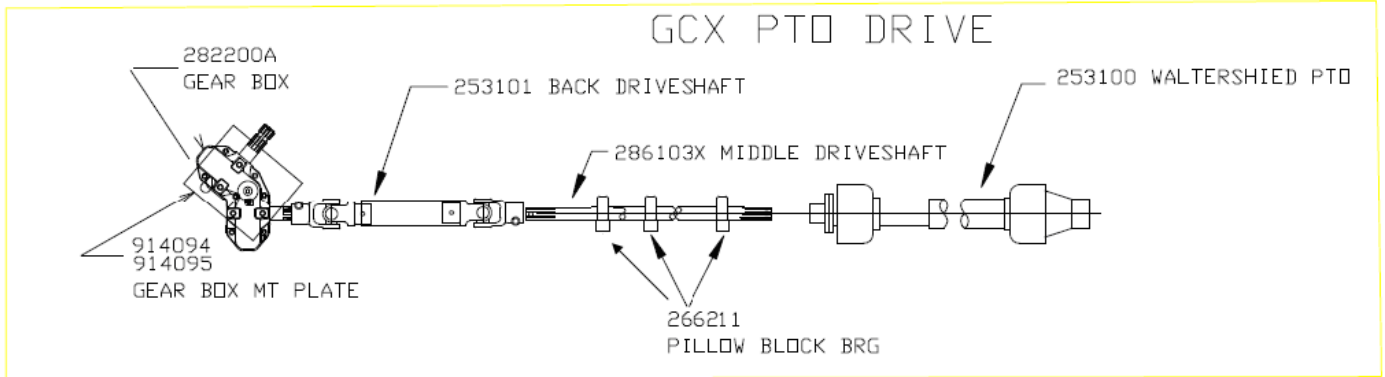 GCX PTO DRIVE
282200A
GEAR BOX
253101 BACK DRIVESHAFT
253100 WALTERSHIED PTO
286103X MIDDLE DRIVESHAFT
914094
914095
GEAR BOX MT PLATE
266211
PILLOW BLOCK BRG